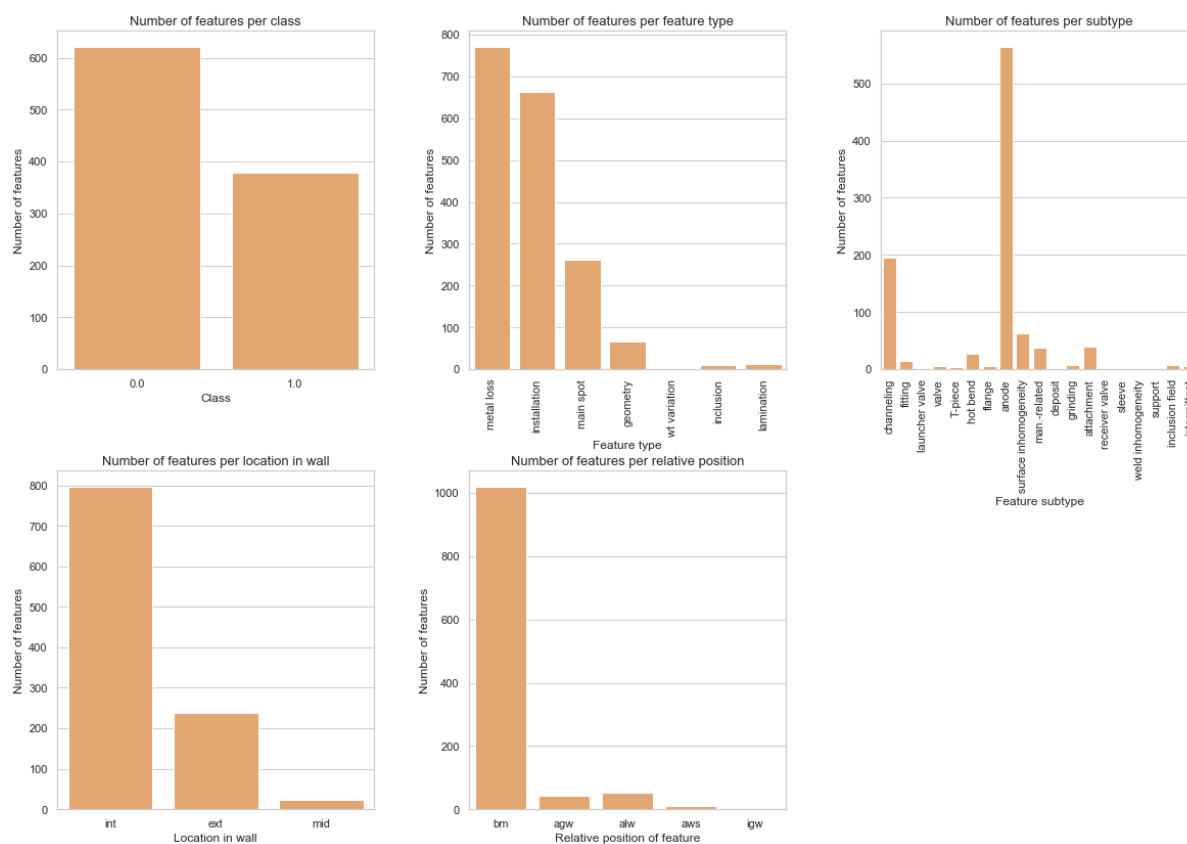 Number of features per class
Number of features
600
500
400
300
200
100
0
0.0
1.0
Class
Number of features per feature type
Number of features
800
700
600
500
400
300
200
100
0
metal loss
installation
main spot
geometry
wt variation
inclusion
lamination
Feature type
Number of features per subtype
Number of features
500
400
300
200
100
0
channeling
fitting
launcher valve
valve
T-piece
hot bend
flange
anode
surface inhomogeneity
man.-related
deposit
grinding
attachment
receiver valve
sleeve
weld inhomogeneity
support
inclusion field
Feature subtype
Number of features per location in wall
Number of features
800
700
600
500
400
300
200
100
0
int
ext
mid
Location in wall
Number of features per relative position
Number of features
1000
800
600
400
200
0
bm
agw
alw
aws
igw
Relative position of feature